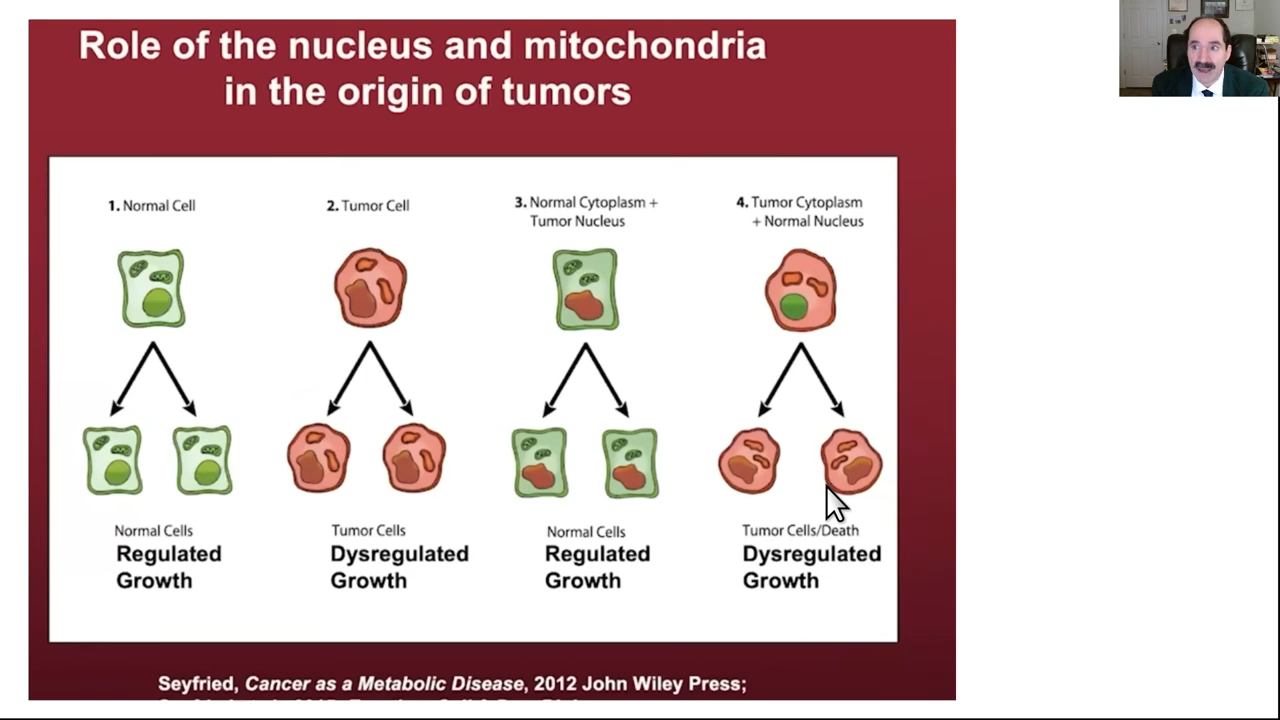 Role of the nucleus and mitochondria
in the origin of tumors
1. Normal Cell
2. Tumor Cell
3. Normal Cytoplasm +
Tumor Nucleus
4. Tumor Cytoplasm
+ Normal Nucleus
Normal Cells
Regulated
Growth
Tumor Cells
Dysregulated
Growth
Normal Cells
Regulated
Growth
Tumor Cells/Death
Dysregulated
Growth
Seyfried, Cancer as a Metabolic Disease, 2012 John Wiley Press;